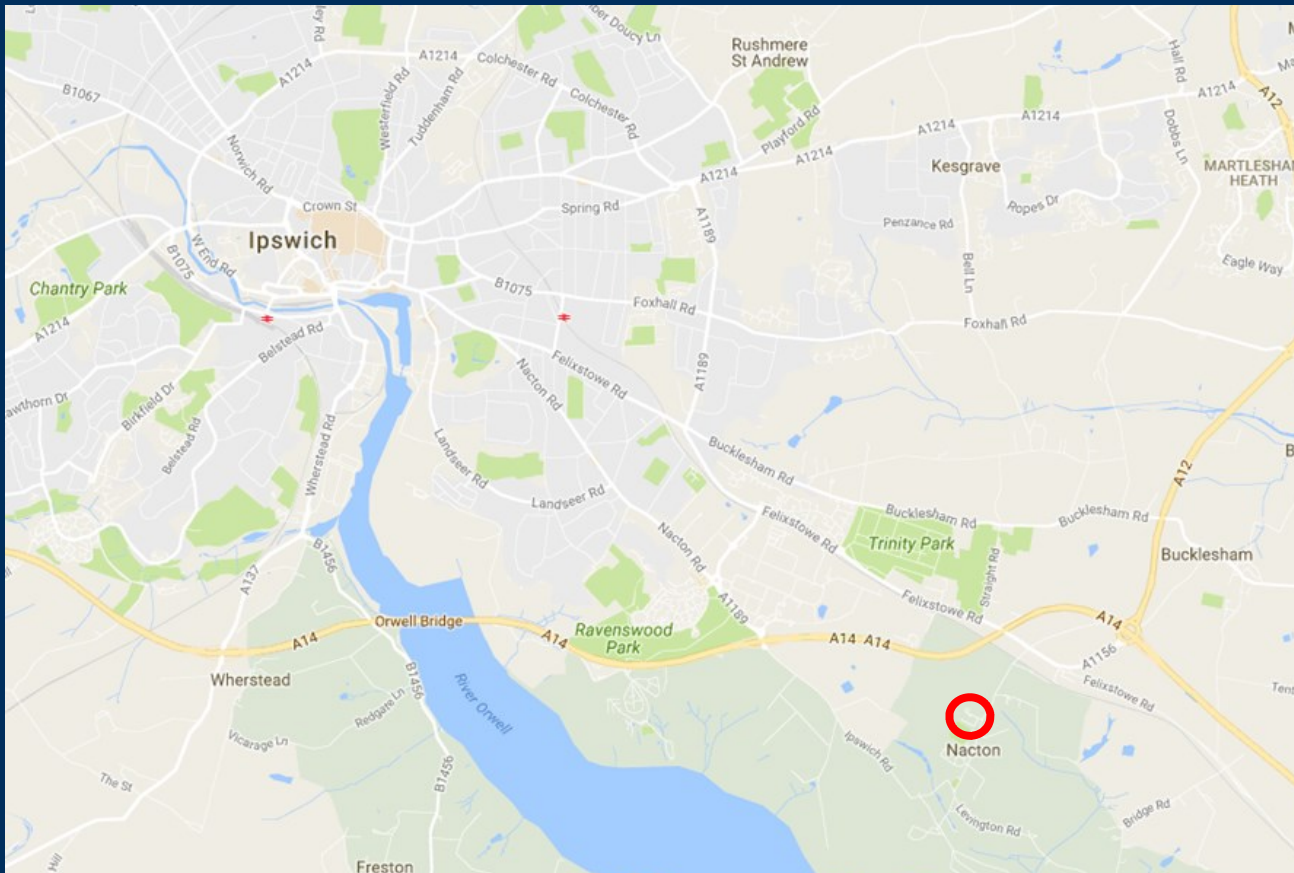 Rushmere
St Andrew
A1214
Colchester Rd
A1214
Hall Rd
A12
B1067
A1214
Westerfield Rd
Tuddenham Rd
Colchester Rd
Playford Rd
A1214
A1214
A1214
Dobbs Ln
Norwich Rd
A1214
A1214
Kesgrave
MARTLESHAM
HEATH
Crown St
Spring Rd
Ropes Dr
Ipswich
A1189
Penzance Rd
W End Rd
B1075
Bell Ln
Eagle Way
Chantry Park
B1075
Foxhall Rd
Foxhall Rd
A1214
Belstead Rd
Nacton Rd
Felixstowe Rd
A1189
Birkfield Dr
Belstead Rd
Wherstead Rd
Landseer Rd
Bucklesham Rd
A12
Landseer Rd
Bucklesham Rd
Bucklesham Rd
Felixstowe Rd
Nacton Rd
Trinity Park
Bucklesham
Straight Rd
B1456
A137
A1189
Felixstowe Rd
A14
Orwell Bridge
A14
A14
Ravenswood
Park
A14
A14
A14
A1156
Wherstead
B1456
River Orwell
Felixstowe Rd
Redgate Ln
Vicarage Ln
Ipswich Rd
Nacton
The St
B1456
Levington Rd
Bridge Rd
Hill
Freston